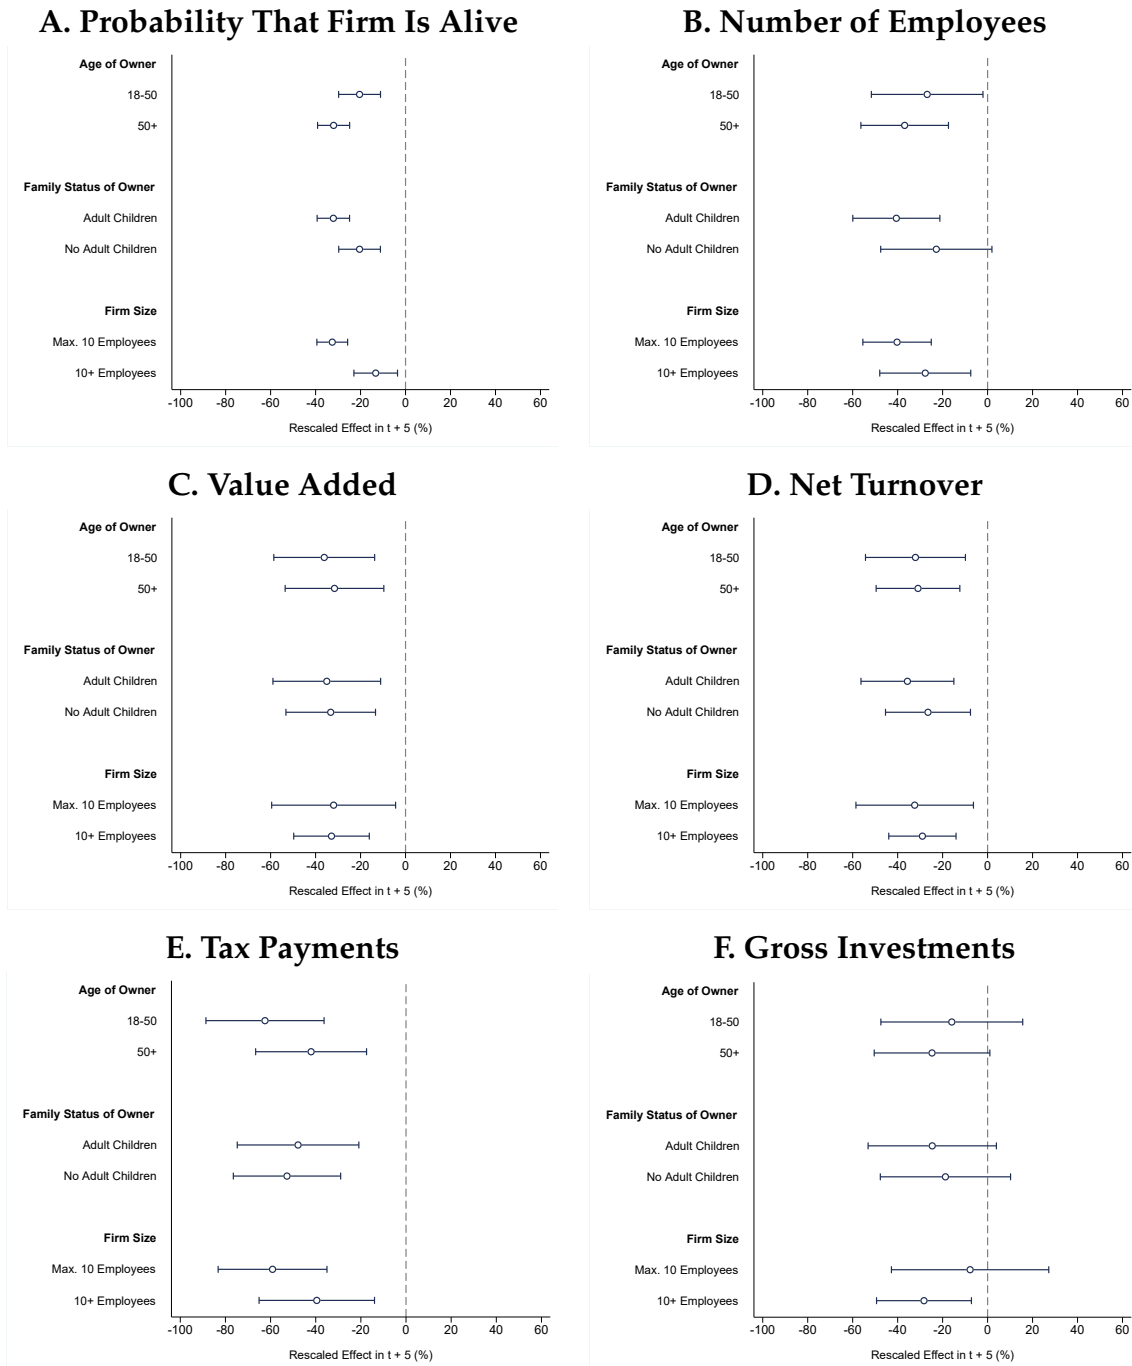 A. Probability That Firm Is Alive
Age of Owner
18-50
50+
Family Status of Owner
Adult Children
No Adult Children
Firm Size
Max. 10 Employees
10+ Employees
-100 -80 -60 -40 -20 0 20 40 60
Rescaled Effect in t + 5 (%)
B. Number of Employees
Age of Owner
18-50
50+
Family Status of Owner
Adult Children
No Adult Children
Firm Size
Max. 10 Employees
10+ Employees
-100 -80 -60 -40 -20 0 20 40 60
Rescaled Effect in t + 5 (%)
C. Value Added
Age of Owner
18-50
50+
Family Status of Owner
Adult Children
No Adult Children
Firm Size
Max. 10 Employees
10+ Employees
-100 -80 -60 -40 -20 0 20 40 60
Rescaled Effect in t + 5 (%)
D. Net Turnover
Age of Owner
18-50
50+
Family Status of Owner
Adult Children
No Adult Children
Firm Size
Max. 10 Employees
10+ Employees
-100 -80 -60 -40 -20 0 20 40 60
Rescaled Effect in t + 5 (%)
E. Tax Payments
Age of Owner
18-50
50+
Family Status of Owner
Adult Children
No Adult Children
Firm Size
Max. 10 Employees
10+ Employees
-100 -80 -60 -40 -20 0 20 40 60
Rescaled Effect in t + 5 (%)
F. Gross Investments
Age of Owner
18-50
50+
Family Status of Owner
Adult Children
No Adult Children
Firm Size
Max. 10 Employees
10+ Employees
-100 -80 -60 -40 -20 0 20 40 60
Rescaled Effect in t + 5 (%)